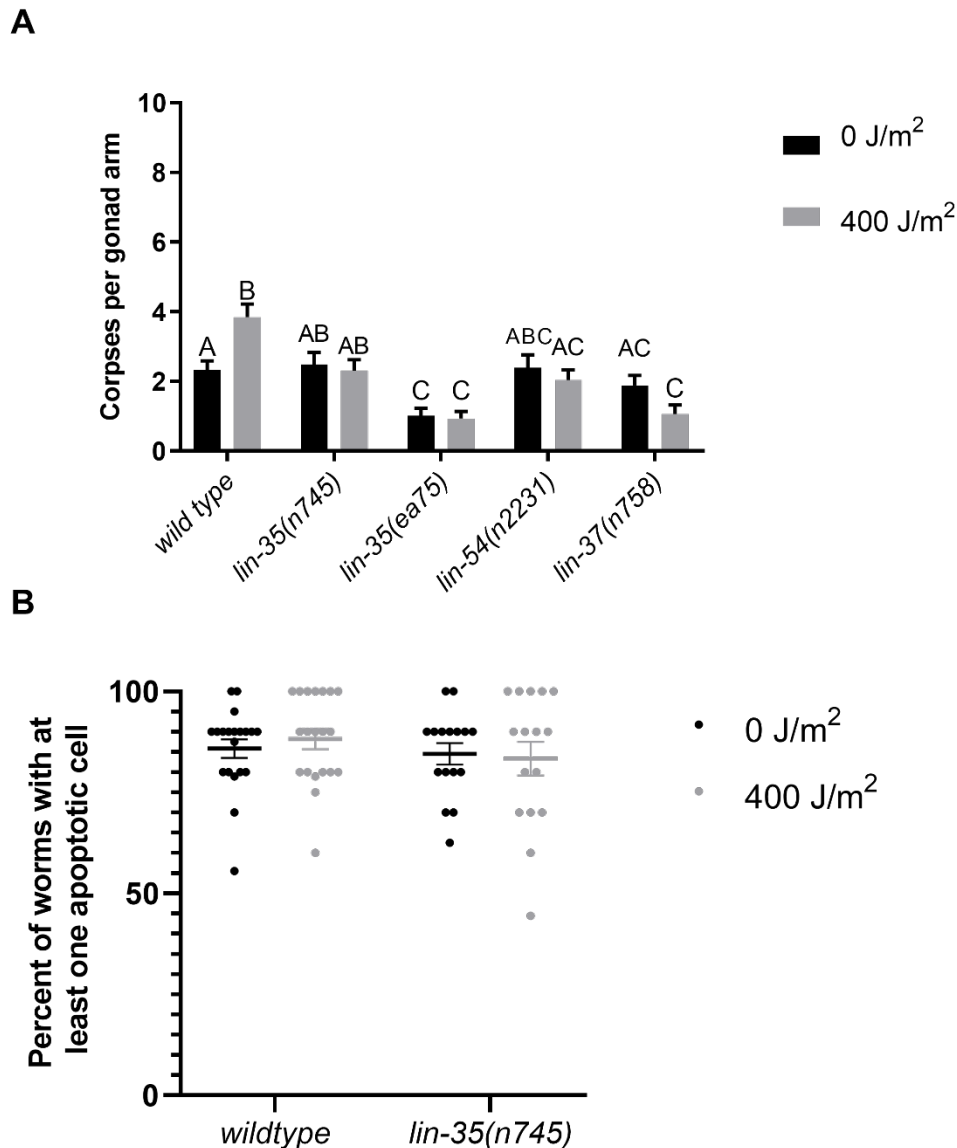 A
Corpses per gonad arm
10
8
6
4
2
0
A
B
AB
AB
C
C
ABC
AC
AC
C
wild type
lin-35(n745)
lin-35(ea75)
lin-54(n2231)
lin-37(n758)
0 J/m²
400 J/m²
B
Percent of worms with at
least one apoptotic cell
100
50
0
wildtype
lin-35(n745)
0 J/m²
400 J/m²